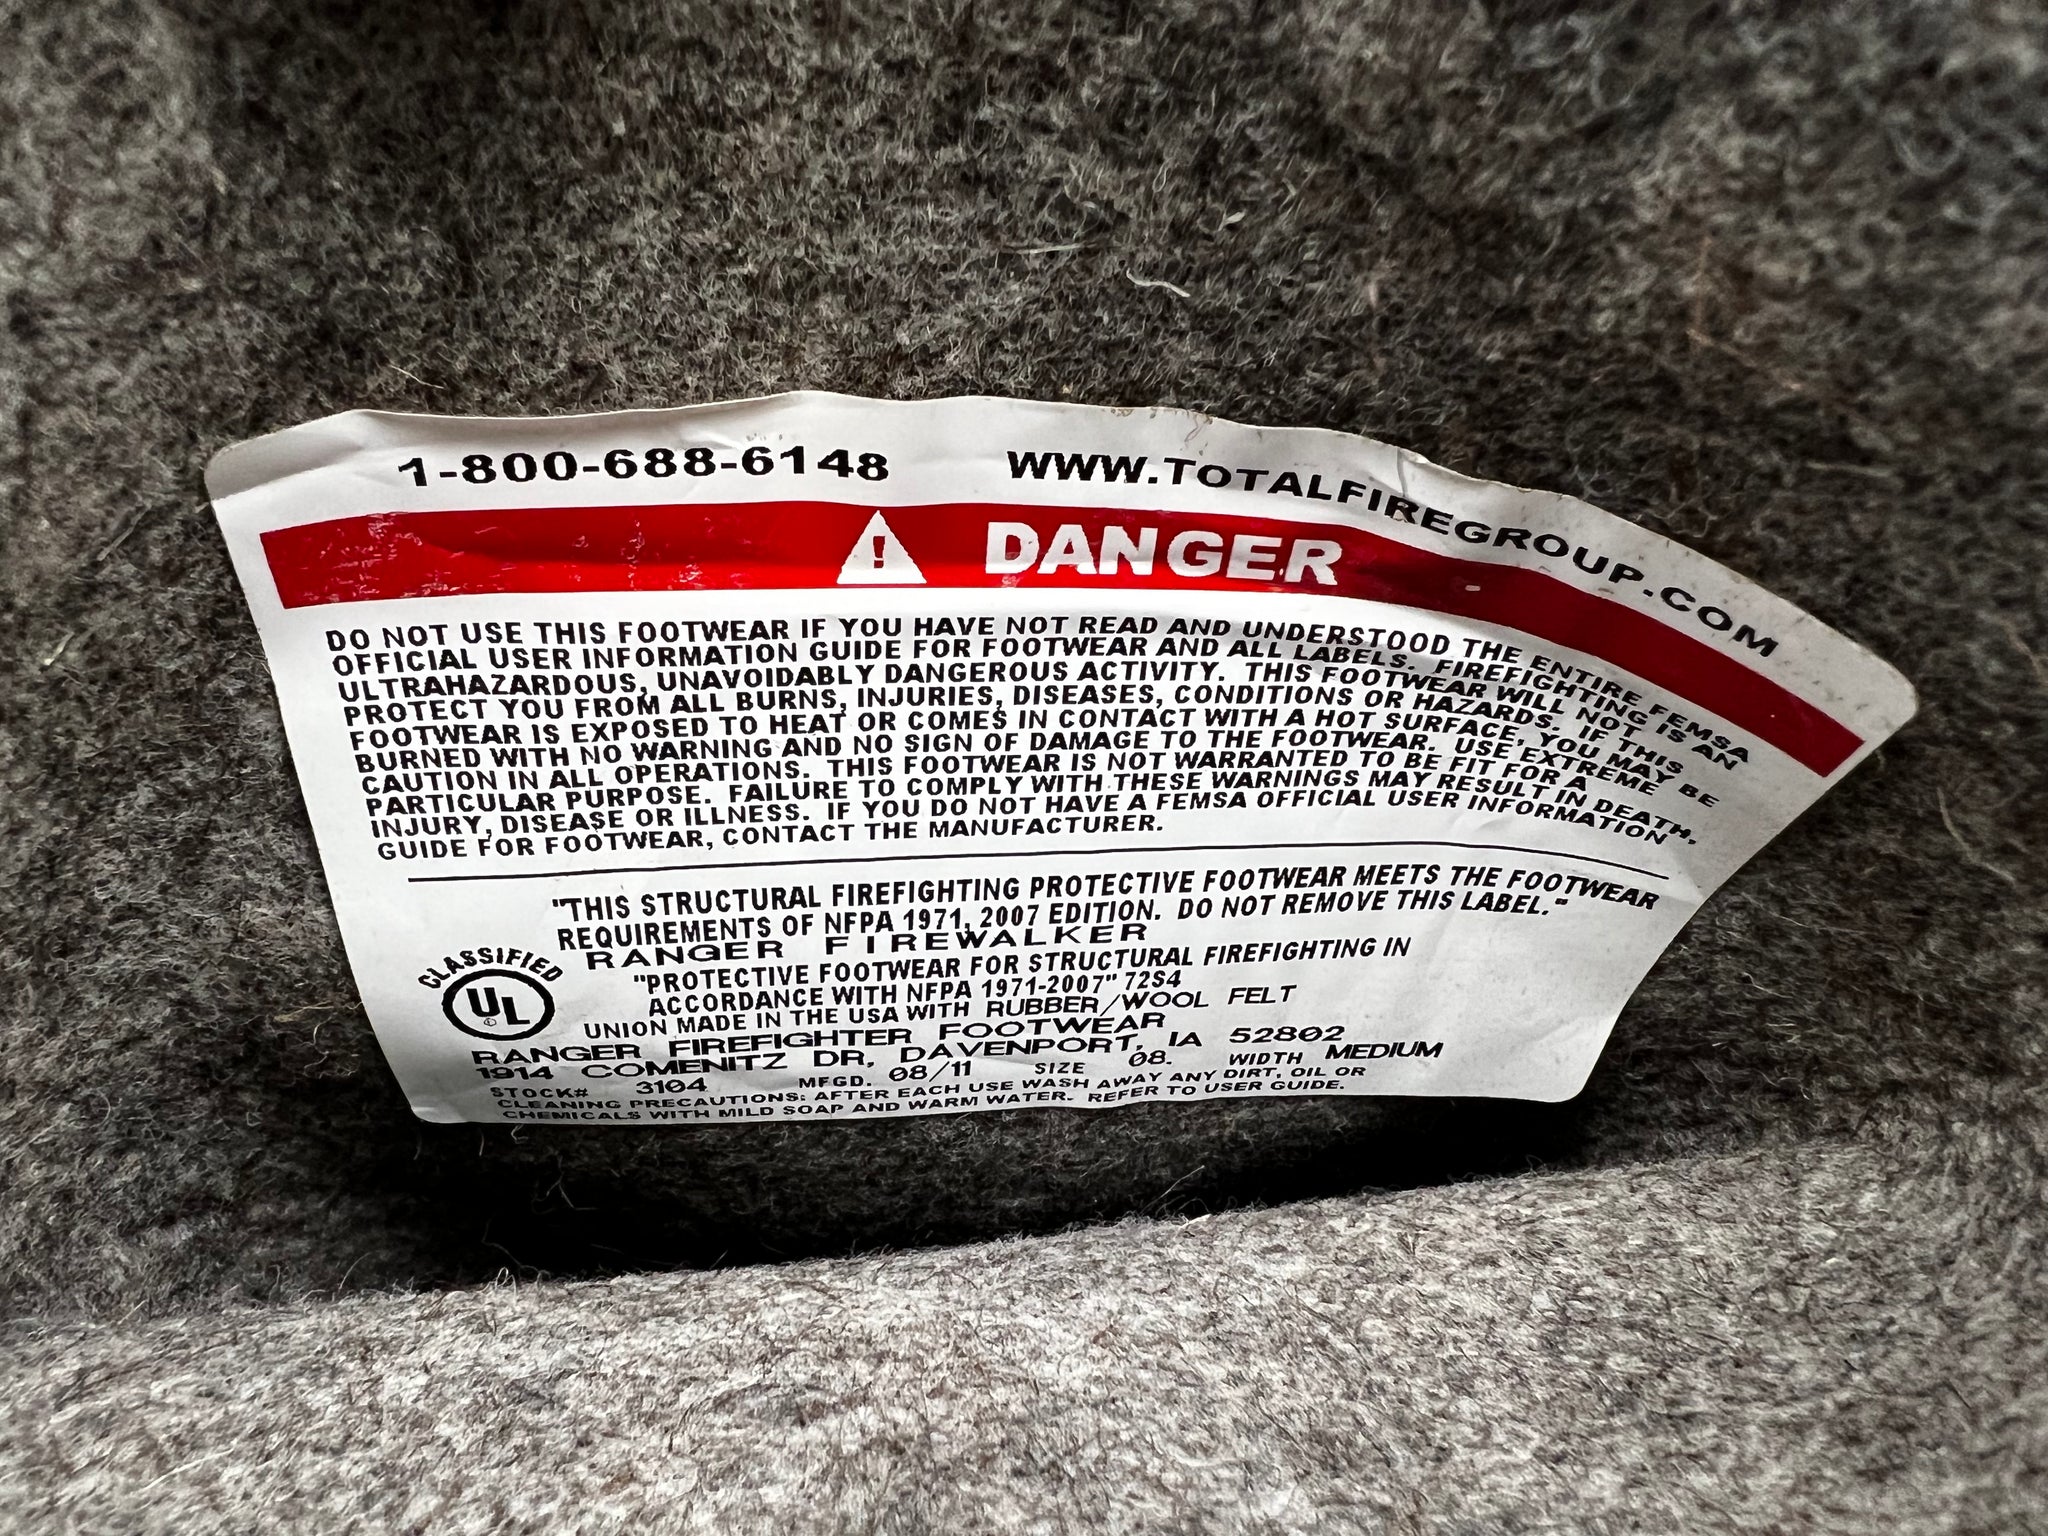 1-800-688-6148 WWW.TOTALFIREGROUP.COM
! DANGER
DO NOT USE THIS FOOTWEAR IF YOU HAVE NOT READ AND UNDERSTOOD THE ENTIRE FEMSA
OFFICIAL USER INFORMATION GUIDE FOR FOOTWEAR AND ALL LABELS. FIREFIGHTING IS AN
ULTRAHAZARDOUS, UNAVOIDABLY DANGEROUS ACTIVITY. THIS FOOTWEAR WILL NOT
PROTECT YOU FROM ALL BURNS, INJURIES, DISEASES, CONDITIONS OR HAZARDS. IF THIS
FOOTWEAR IS EXPOSED TO HEAT OR COMES IN CONTACT WITH A HOT SURFACE, YOU MAY BE
BURNED WITH NO WARNING AND NO SIGN OF DAMAGE TO THE FOOTWEAR. USE EXTREME
CAUTION IN ALL OPERATIONS. THIS FOOTWEAR IS NOT WARRANTED TO BE FIT FOR A
PARTICULAR PURPOSE. FAILURE TO COMPLY WITH THESE WARNINGS MAY RESULT IN DEATH,
INJURY, DISEASE OR ILLNESS. IF YOU DO NOT HAVE A FEMSA OFFICIAL USER INFORMATION
GUIDE FOR FOOTWEAR, CONTACT THE MANUFACTURER.
"THIS STRUCTURAL FIREFIGHTING PROTECTIVE FOOTWEAR MEETS THE FOOTWEAR
REQUIREMENTS OF NFPA 1971, 2007 EDITION. DO NOT REMOVE THIS LABEL."
RANGER FIREWALKER
CLASSIFIED
UL
"PROTECTIVE FOOTWEAR FOR STRUCTURAL FIREFIGHTING IN
ACCORDANCE WITH NFPA 1971-2007" 72S4
UNION MADE IN THE USA WITH RUBBER/WOOL FELT
RANGER FIREFIGHTER FOOTWEAR
1914 COMENITZ DR, DAVENPORT, IA 52802
STOCK# 3104 MFGD. 08/11 SIZE 08. WIDTH MEDIUM
CLEANING PRECAUTIONS: AFTER EACH USE WASH AWAY ANY DIRT, OIL OR
CHEMICALS WITH MILD SOAP AND WARM WATER. REFER TO USER GUIDE.